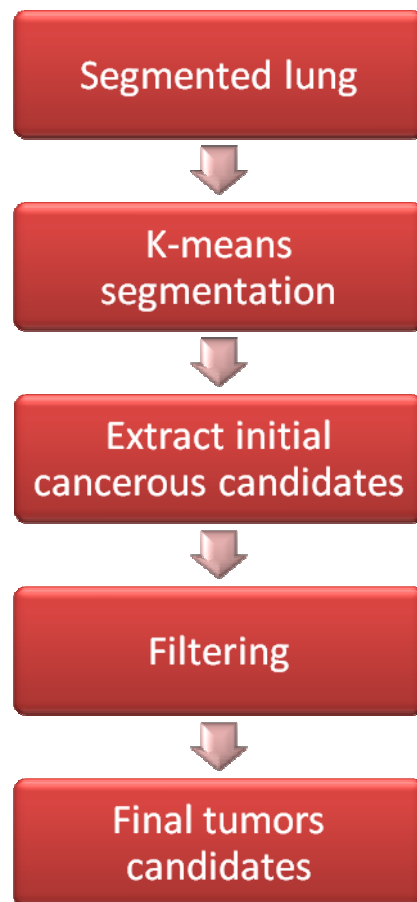 Segmented lung
K-means
segmentation
Extract initial
cancerous candidates
Filtering
Final tumors
candidates